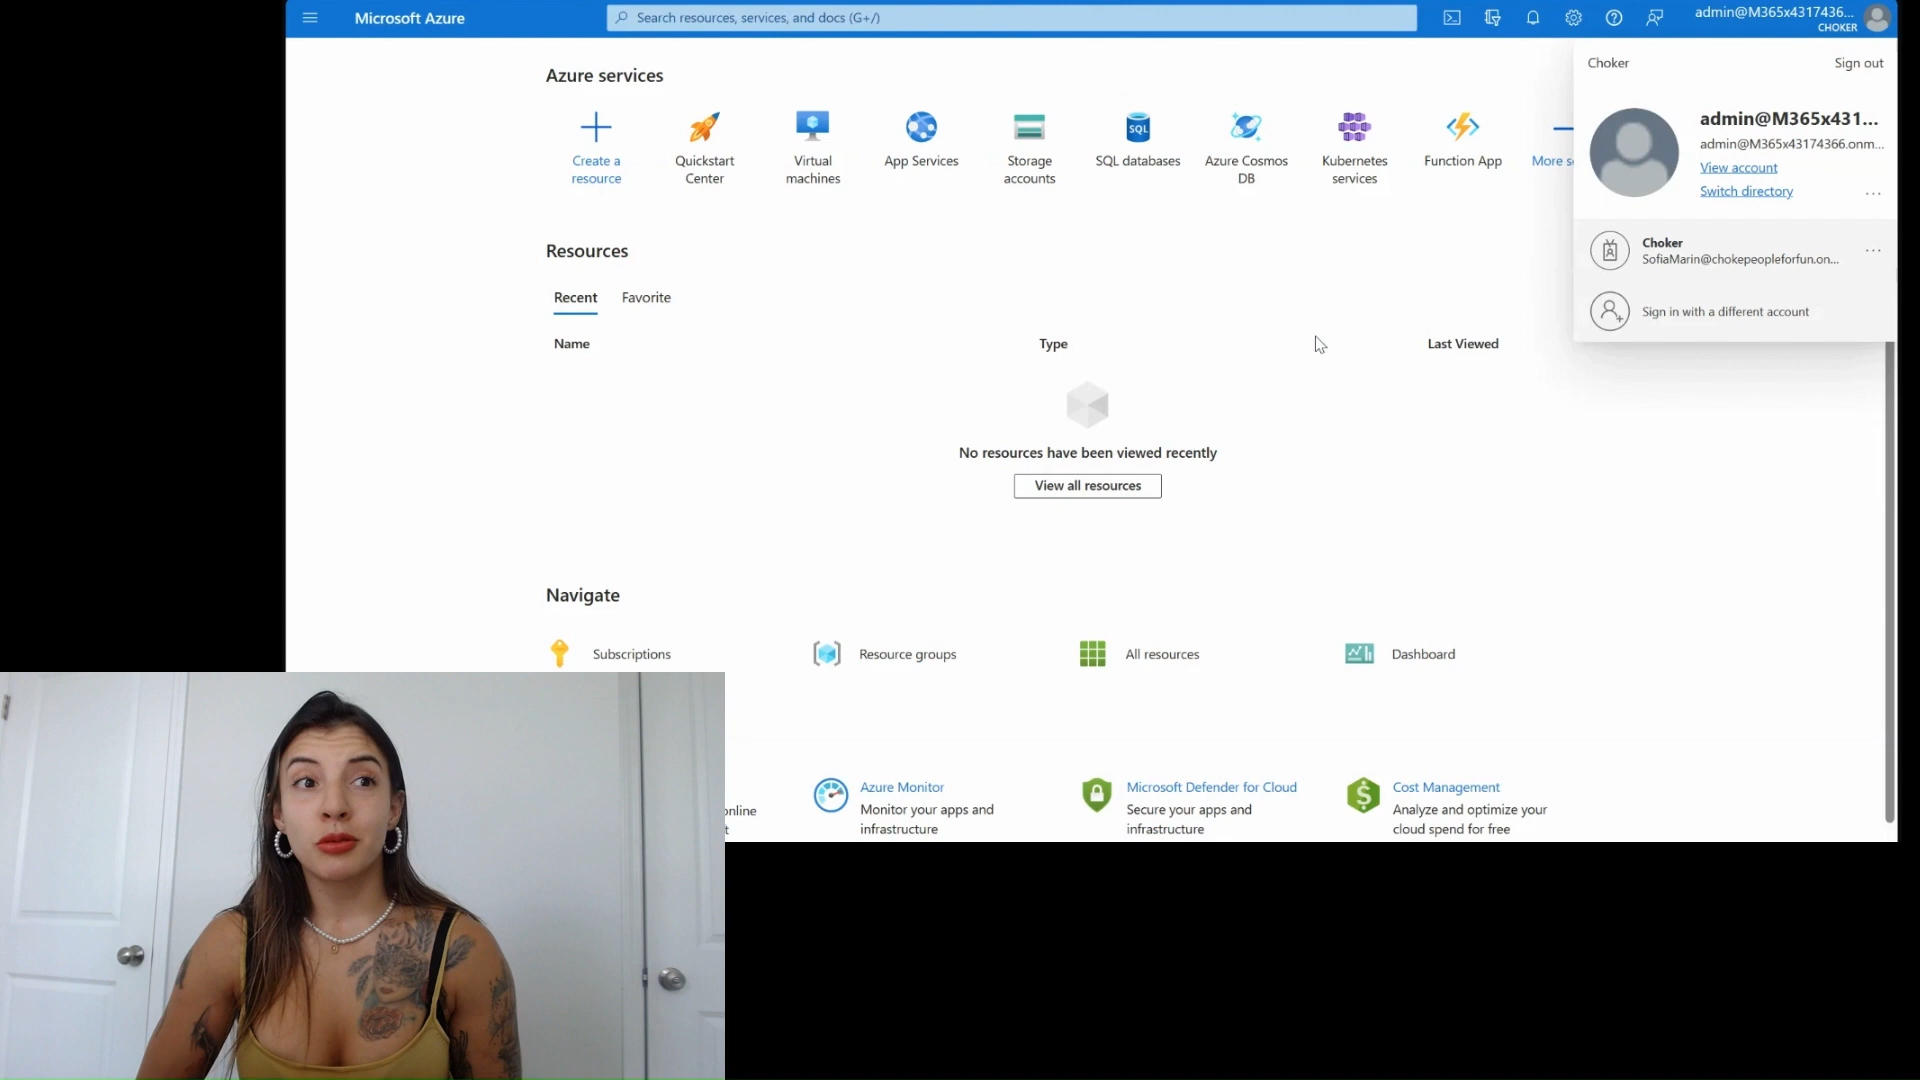 Microsoft Azure
Search resources, services, and docs (G+/)
admin@M365x4317436...
CHOKER
Choker
Sign out
admin@M365x431...
admin@M365x43174366.onm...
View account
Switch directory
...
Choker
SofiaMarin@chokepeopleforfun.on...
...
Sign in with a different account
Azure services
Create a
resource
Quickstart
Center
Virtual
machines
App Services
Storage
accounts
SQL
SQL databases
Azure Cosmos
DB
Kubernetes
services
Function App
More s
Resources
Recent
Favorite
Name
Type
Last Viewed
No resources have been viewed recently
View all resources
Navigate
Subscriptions
Resource groups
All resources
Dashboard
Azure Monitor
Monitor your apps and
infrastructure
Microsoft Defender for Cloud
Secure your apps and
infrastructure
Cost Management
Analyze and optimize your
cloud spend for free